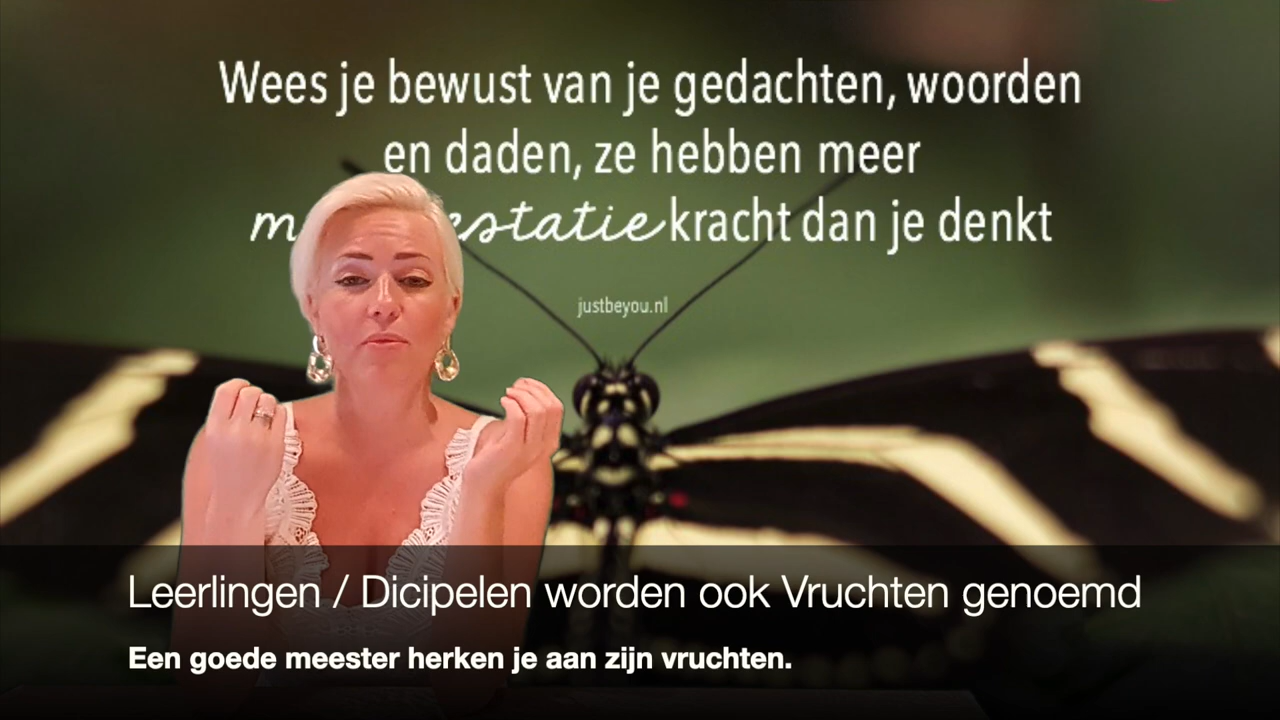 Wees je bewust van je gedachten, woorden
en daden, ze hebben meer
kracht dan je denkt
justbeyou.nl
Leerlingen / Dicipelen worden ook Vruchten genoemd
Een goede meester herken je aan zijn vruchten.